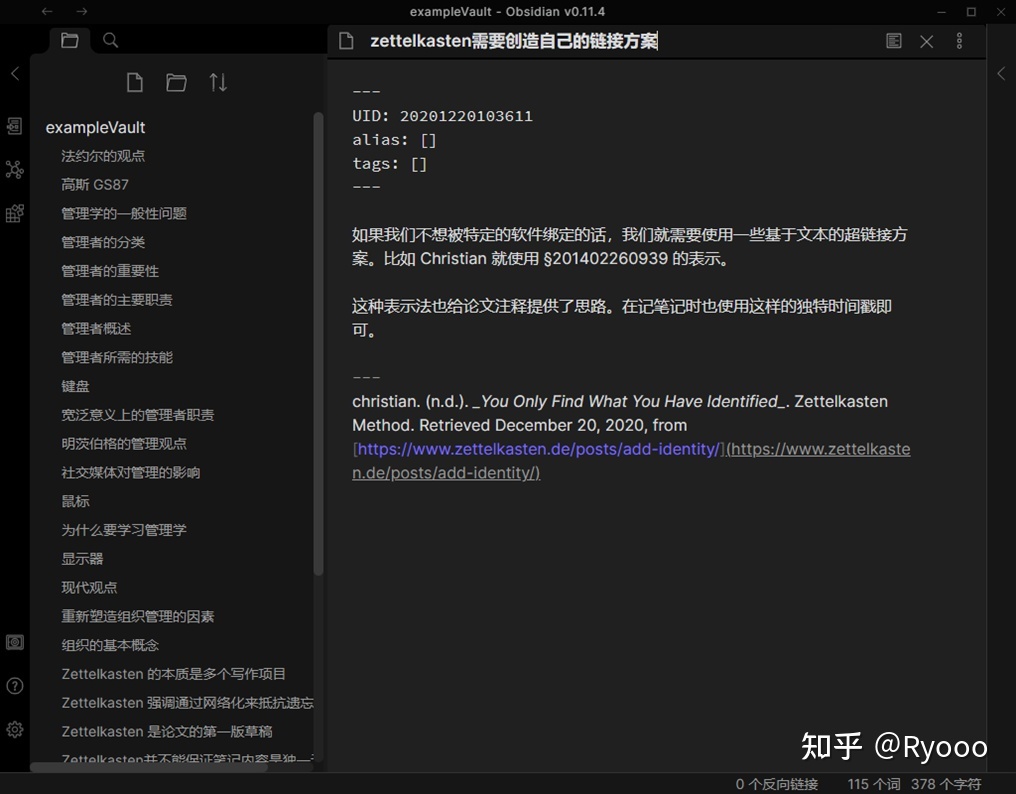 exampleVault - Obsidian v0.11.4
zettelkasten需要创造自己的链接方案
exampleVault
法约尔的观点
高斯 GS87
管理学的一般性问题
管理者的分类
管理者的重要性
管理者的主要职责
管理者概述
管理者所需的技能
键盘
宽泛意义上的管理者职责
明茨伯格的管理观点
社交媒体对管理的影响
鼠标
为什么要学习管理学
显示器
现代观点
重新塑造组织管理的因素
组织的基本概念
Zettelkasten 的本质是多个写作项目
Zettelkasten 强调通过网络化来抵抗遗忘
Zettelkasten 是论文的第一版草稿
Zettelkasten并不能保证笔记内容是独一
---
UID: 20201220103611
alias: []
tags: []
---
如果我们不想被特定的软件绑定的话，我们就需要使用一些基于文本的超链接方
案。比如 Christian 就使用 §201402260939 的表示。
这种表示法也给论文注释提供了思路。在记笔记时也使用这样的独特时间戳即
可。
---
christian. (n.d.). _You Only Find What You Have Identified_. Zettelkasten
Method. Retrieved December 20, 2020, from
[https://www.zettelkasten.de/posts/add-identity/](https://www.zettelkaste
n.de/posts/add-identity/)
知乎 @Ryooo
0 个反向链接 115 个词 378 个字符